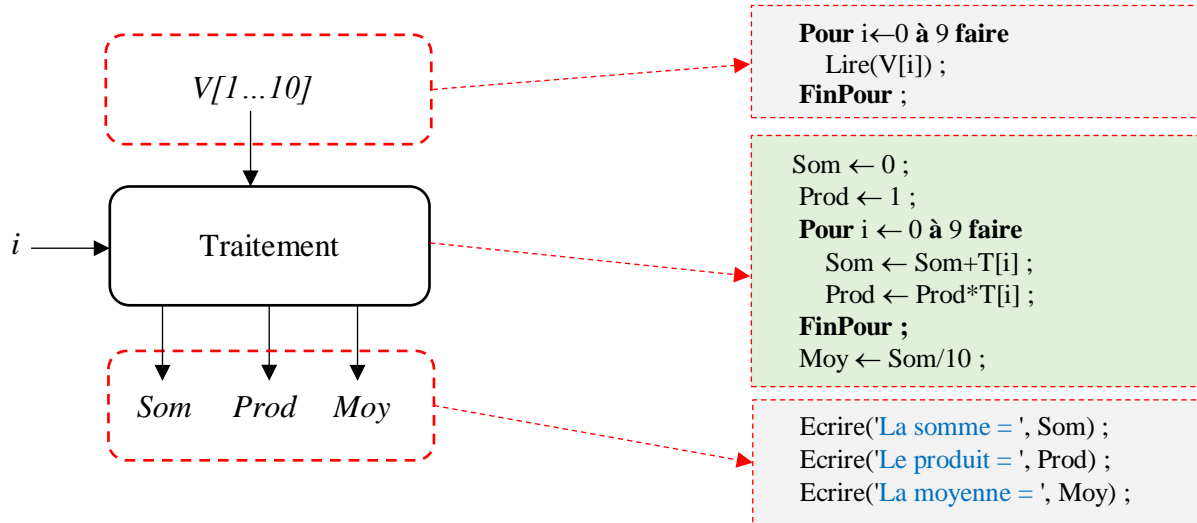 V[1…10]
i
Traitement
Som Prod Moy
Pour i←0 à 9 faire
Lire(V[i]) ;
FinPour ;
Som ← 0 ;
Prod ← 1 ;
Pour i ← 0 à 9 faire
Som ← Som+T[i] ;
Prod ← Prod*T[i] ;
FinPour ;
Moy ← Som/10 ;
Ecrire('La somme = ', Som) ;
Ecrire('Le produit = ', Prod) ;
Ecrire('La moyenne = ', Moy) ;